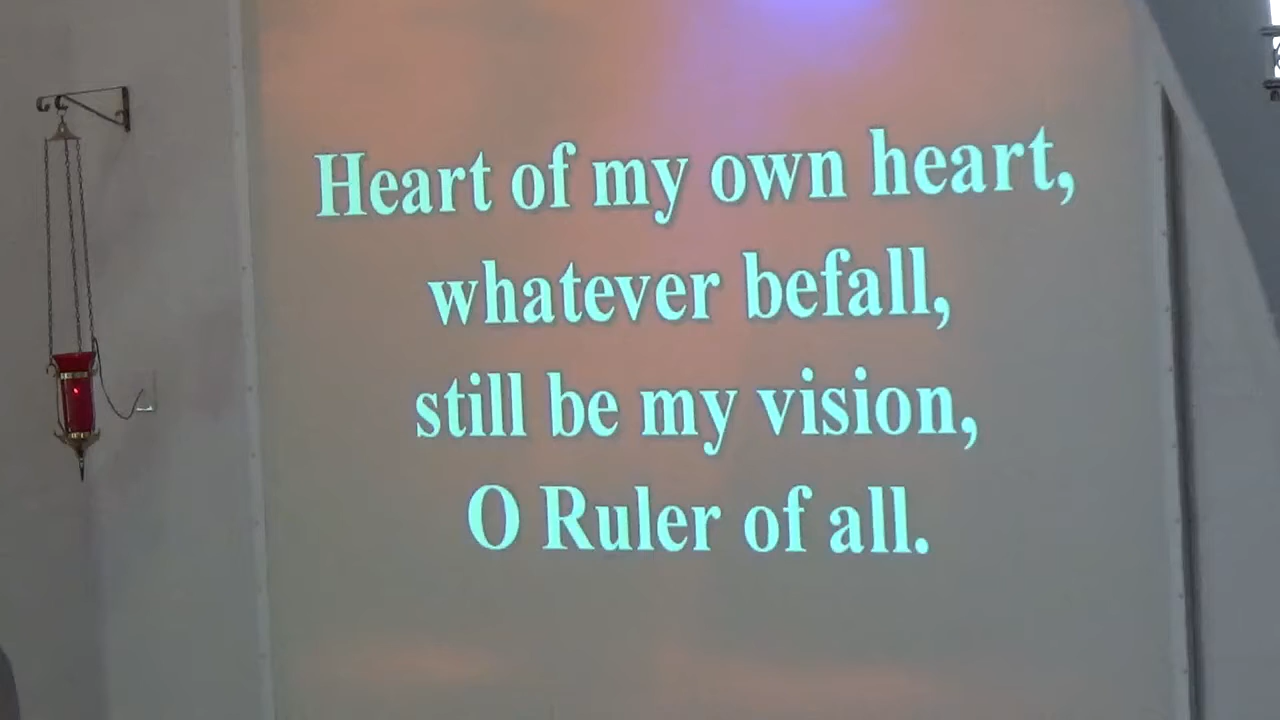 Heart of my own heart,
whatever befall,
still be my vision,
O Ruler of all.